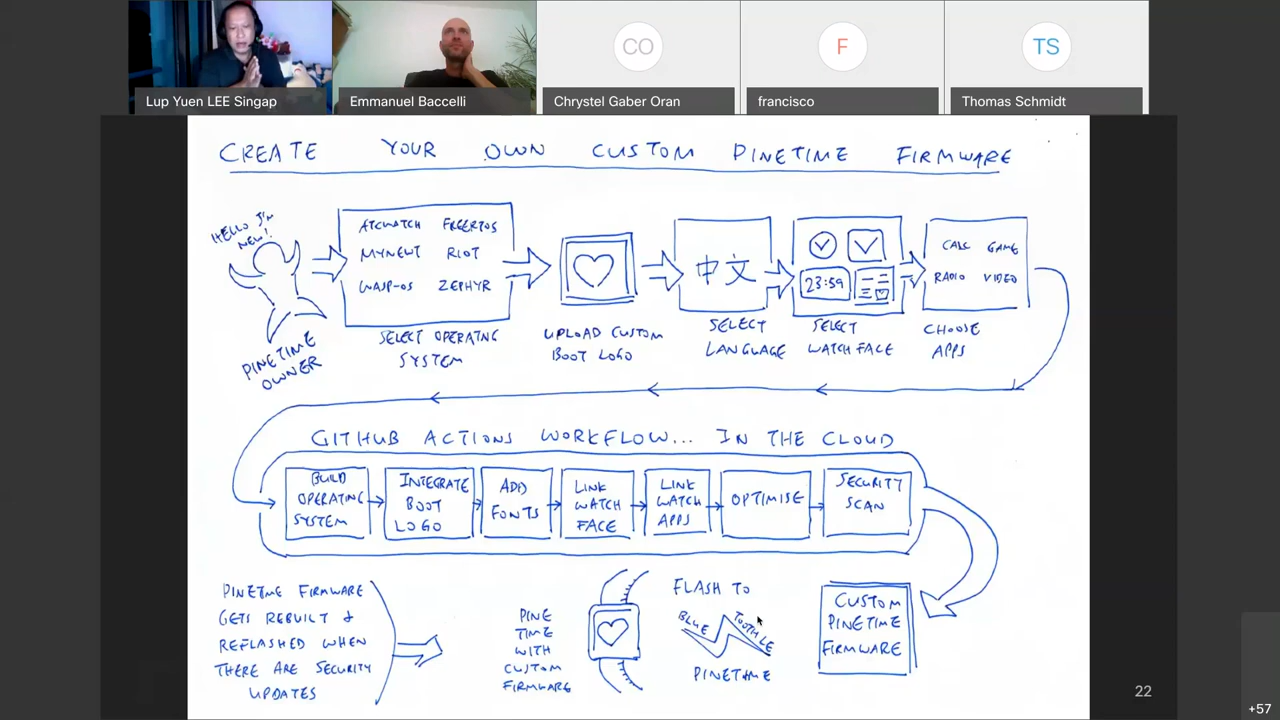 CO
F
TS
Lup Yuen LEE Singap
Emmanuel Baccelli
Chrystel Gaber Oran
francisco
Thomas Schmidt
CREATE YOUR OWN CUSTOM PINETIME FIRMWARE
HELLO I'M
NEW!
PINETIME
OWNER
ATCWATCH FREERTOS
MYNEWT RIOT
WASP-OS ZEPHYR
SELECT OPERATNG
SYSTEM
UPLOAD CUSTOM
BOOT LOGO
中文
SELECT
LANGUAGE
23:59
SELECT
WATCH FACE
CALC GAME
RADIO VIDEO
CHOOSE
APPS
GITHUB ACTIONS WORKFLOW... IN THE CLOUD
BUILD
OPERATING
SYSTEM
INTEGRATE
BOOT
LOGO
ADD
FONTS
LINK
WATCH
FACE
LINK
WATCH
APPS
OPTIMISE
SECURITY
SCAN
PINETIME FIRMWARE
GETS REBUILT &
REFLASHED WHEN
THERE ARE SECURITY
UPDATES
PINE
TIME
WITH
CUSTOM
FIRMWARE
FLASH TO
BLUE TOOTH LE
PINETIME
CUSTOM
PINETIME
FIRMWARE
22
+57